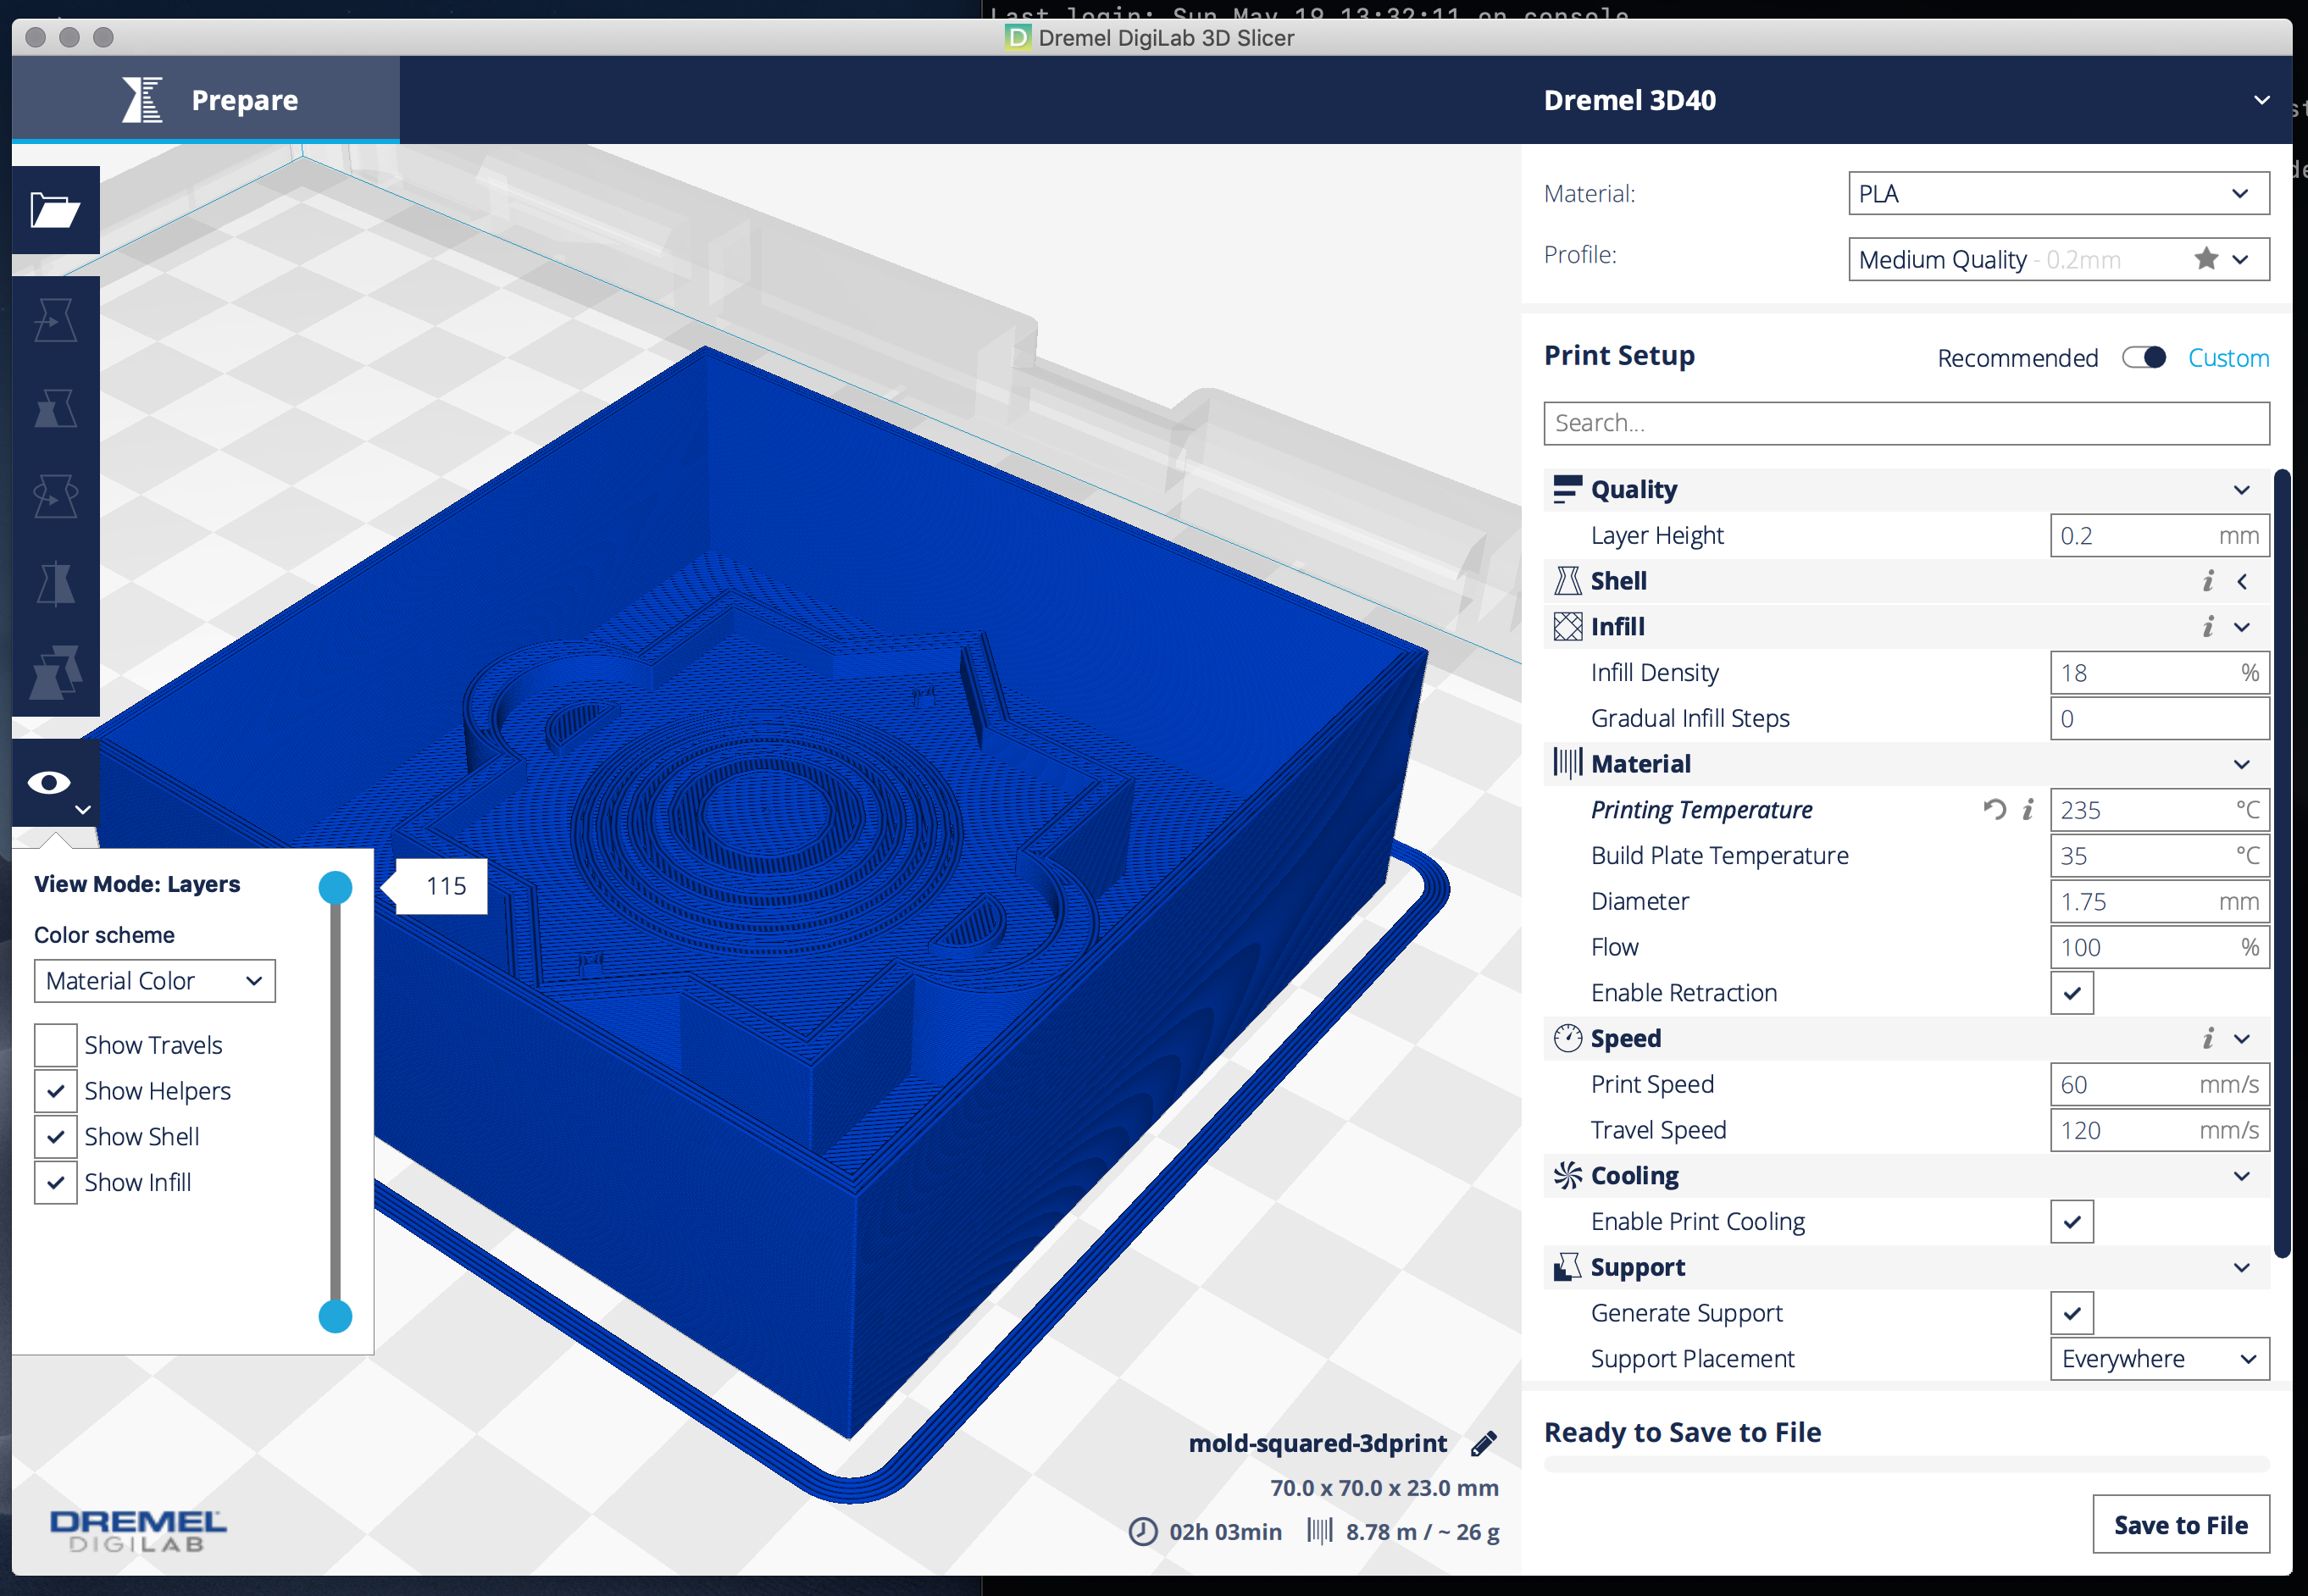 Last login: Sun May 19 13:32:11 on console
Dremel DigiLab 3D Slicer
Prepare
Dremel 3D40
Material:
PLA
Profile:
Medium Quality - 0.2mm
Print Setup
Recommended
Custom
Search...
Quality
Layer Height
0.2 mm
Shell
Infill
Infill Density
18 %
Gradual Infill Steps
0
Material
Printing Temperature
235 °C
Build Plate Temperature
35 °C
Diameter
1.75 mm
Flow
100 %
Enable Retraction
Speed
Print Speed
60 mm/s
Travel Speed
120 mm/s
Cooling
Enable Print Cooling
Support
Generate Support
Support Placement
Everywhere
View Mode: Layers
115
Color scheme
Material Color
Show Travels
Show Helpers
Show Shell
Show Infill
mold-squared-3dprint
70.0 x 70.0 x 23.0 mm
02h 03min
8.78 m / ~ 26 g
DREMEL
DIGILAB
Ready to Save to File
Save to File